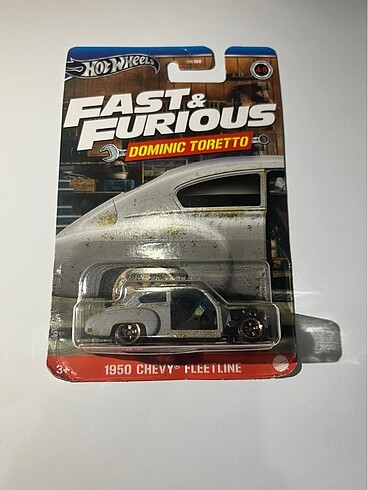 HOT WHEELS
FAST &
FURIOUS
DOMINIC TORETTO
3+
1950 CHEVY® FLEETLINE